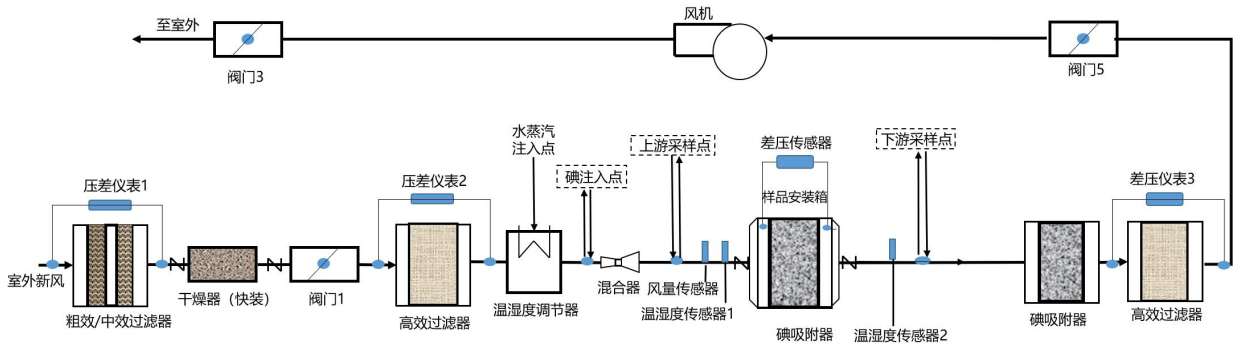 至室外
阀门3
风机
阀门5
水蒸汽
注入点
碘注入点
上游采样点
差压传感器
下游采样点
压差仪表1
压差仪表2
样品安装箱
差压仪表3
室外新风
粗效/中效过滤器
干燥器（快装）
阀门1
高效过滤器
温湿度调节器
混合器
风量传感器
温湿度传感器1
碘吸附器
温湿度传感器2
碘吸附器
高效过滤器